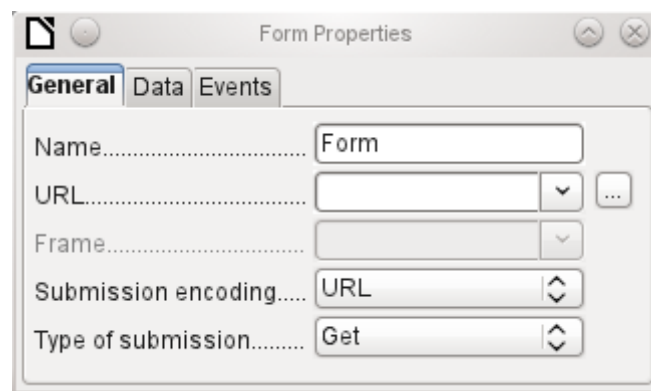 Form Properties
General Data Events
Name............................... Form
URL.................................. ...
Frame..............................
Submission encoding..... URL
Type of submission......... Get